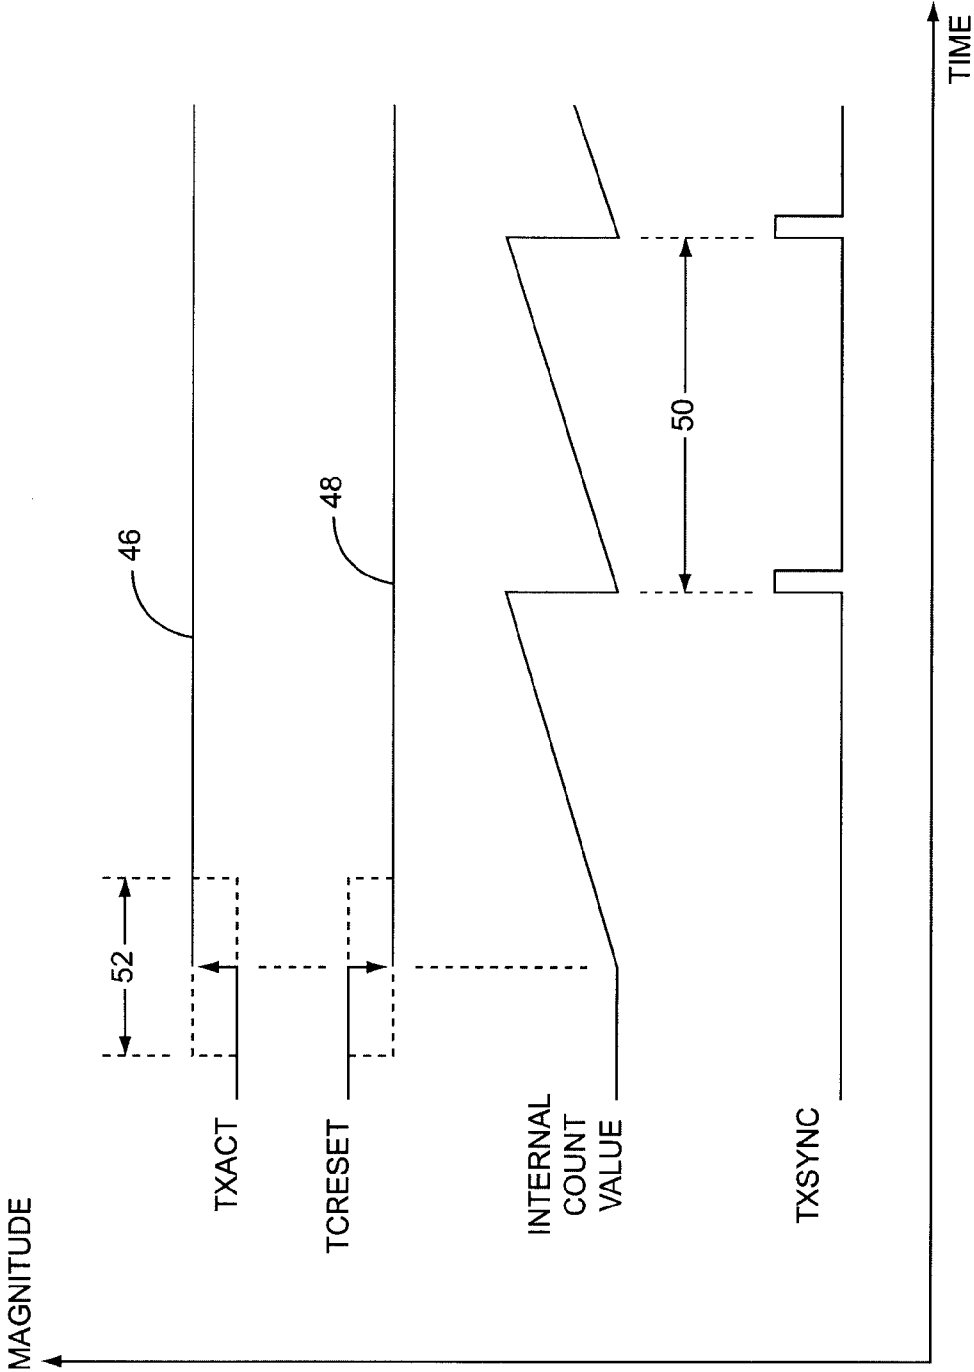 MAGNITUDE
52
46
TXACT
48
TCRESET
INTERNAL
COUNT
VALUE
50
TXSYNC
TIME